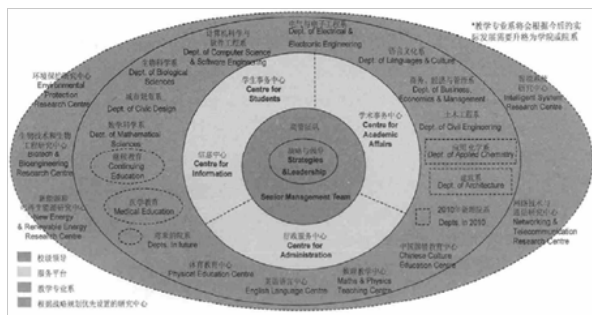 *教学专业系将会根据今后的
实际发展需要升格为学院或院系
电气与电子工程系
Dept. of Electrical &
Electronic Engineering
计算机科学与
软件工程系
Dept. of Computer Science
& Software Engineering
生物科学系
Dept. of Biological
Sciences
城市规划系
Dept. of Civic Design
数学科学系
Dept. of Mathematical
Sciences
继续教育
Continuing
Education
医学教育
Medical Education
未来的院系
Depts. In future
语言文化系
Dept. of Languages & Culture
商务、经济与管理系
Dept. of Business,
Economics & Management
土木工程系
Dept. of Civil Engineering
应用化学系
Dept. of Applied Chemistry
建筑系
Dept. of Architecture
Depts. In 2010
中国文化教育中心
Chinese Culture
Education Centre
数理教学中心
Maths & Physics
Teaching Centre
英语语言中心
English Language Centre
体育教育中心
Physical Education Centre
学生事务中心
Centre for
Students
学术事务中心
Centre for
Academic
Affairs
信息中心
Centre for
Information
行政服务中心
Centre for
Administration
高管团队
战略与领导
Strategies
&Leadership
Senior Management Team
环境保护研究中心
Environmental
Protection
Research Centre
生物技术和生物
工程研究中心
Bioengineering
Research Centre
新能源和
可再生能源研究中心
New Energy
& Renewable Energy
Research Centre
智能系统
研究中心
Intelligent System
Research Centre
网络技术与
通信研究中心
Networking &
Telecommunication
Research Centre
校级领导
服务平台
教学专业系
根据战略规划优先设置的研究中心